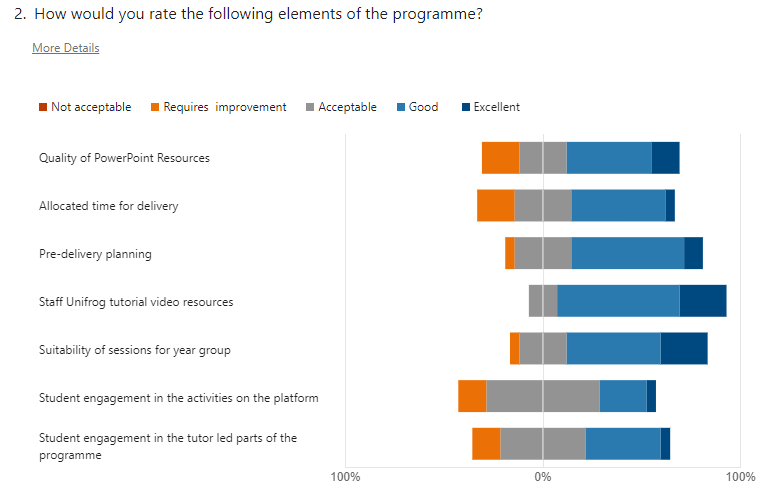 2. How would you rate the following elements of the programme?
More Details
Not acceptable Requires improvement Acceptable Good Excellent
Quality of PowerPoint Resources
Allocated time for delivery
Pre-delivery planning
Staff Unifrog tutorial video resources
Suitability of sessions for year group
Student engagement in the activities on the platform
Student engagement in the tutor led parts of the
programme
100% 0% 100%